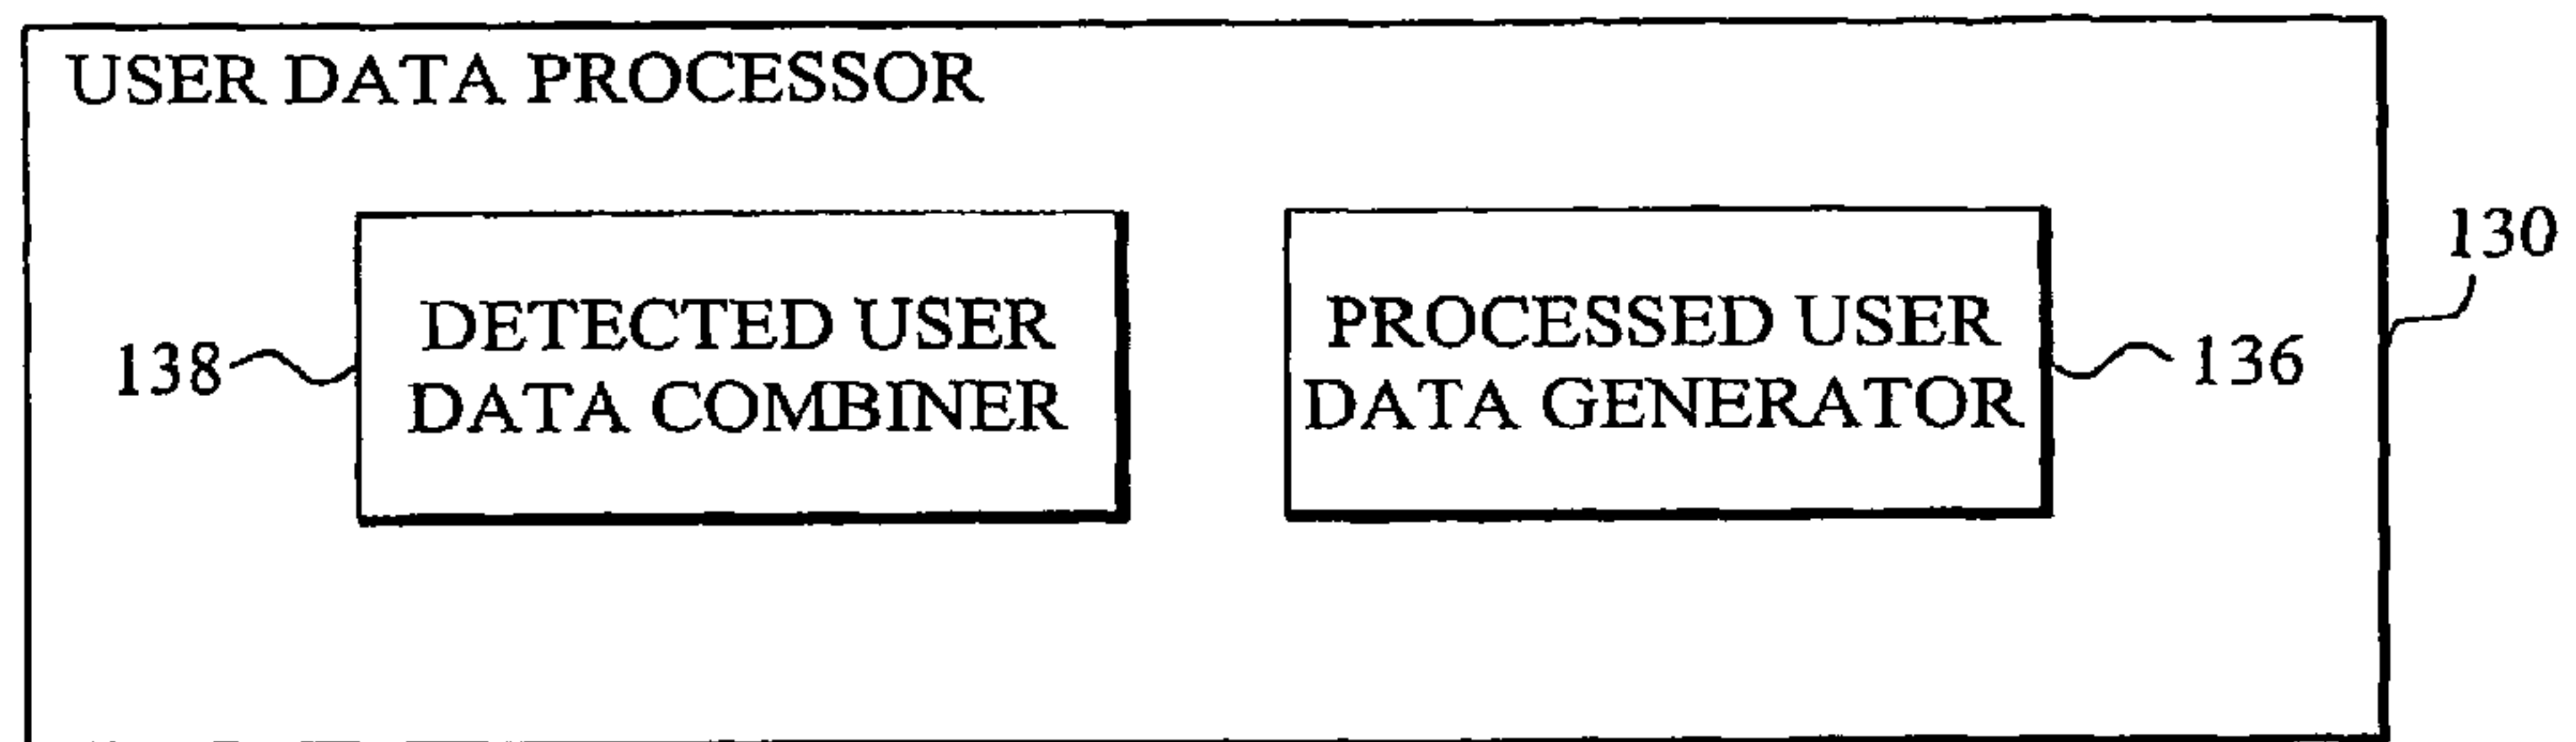 USER DATA PROCESSOR
130
138
DETECTED USER
DATA COMBINER
PROCESSED USER
DATA GENERATOR
136